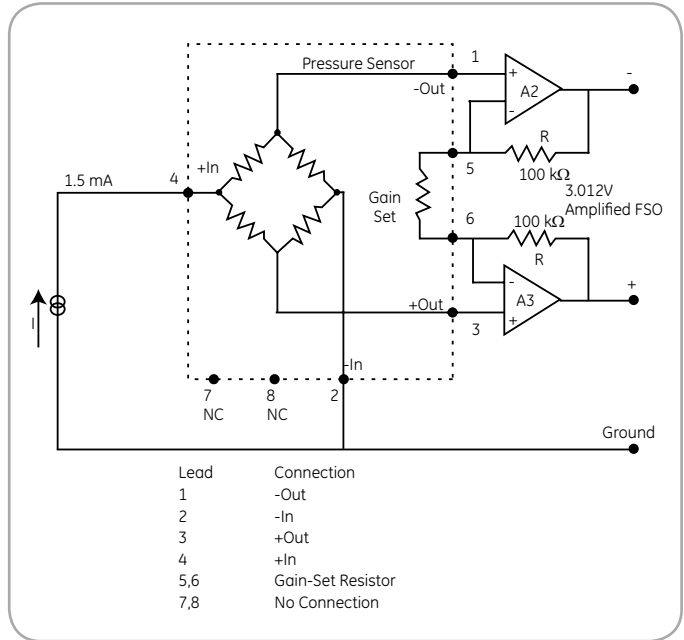 Pressure Sensor
1
-Out
+
A2
-
-
R
100 kΩ
5
+In
4
1.5 mA
Gain
Set
3.012V
Amplified FSO
6
100 kΩ
R
-
A3
+
+
+Out
3
I
-In
7
NC
8
NC
2
Ground
Lead Connection
1 -Out
2 -In
3 +Out
4 +In
5,6 Gain-Set Resistor
7,8 No Connection